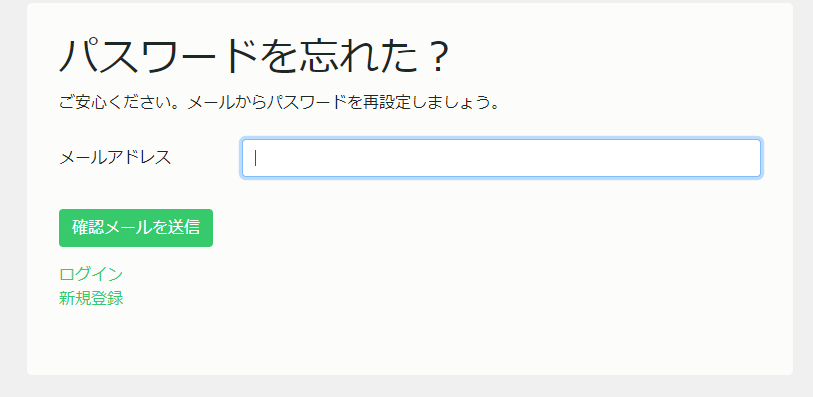 パスワードを忘れた？
ご安心ください。メールからパスワードを再設定しましょう。
メールアドレス
確認メールを送信
ログイン
新規登録